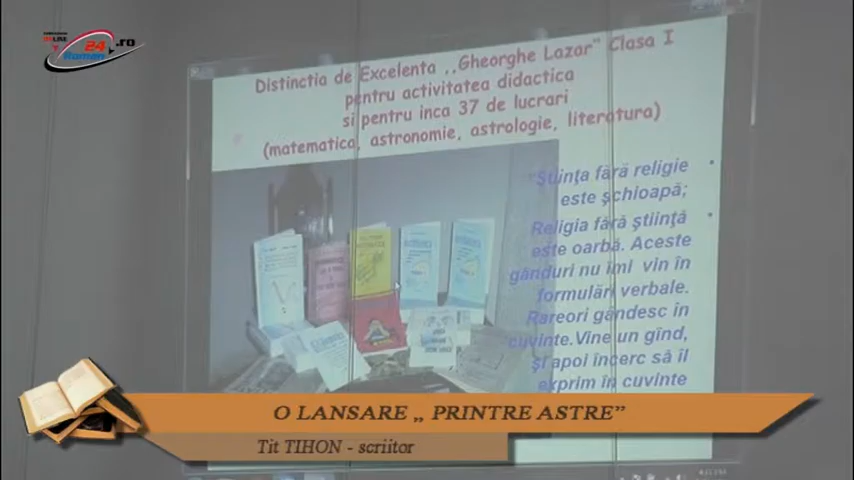 ONLINE
24 .ro
Roman
Distinctia de Excelenta ,,Gheorghe Lazar" Clasa I
pentru activitatea didactica
si pentru inca 37 de lucrari
(matematica, astronomie, astrologie, literatura)
"Ştiinţa fără religie
este şchioapă;
Religia fără ştiinţă
este oarbă. Aceste
gânduri nu îmi vin în
formulări verbale.
Rareori gândesc în
cuvinte.Vine un gînd,
şi apoi încerc să îl
exprim în cuvinte
O LANSARE „ PRINTRE ASTRE”
Tit TIHON - scriitor